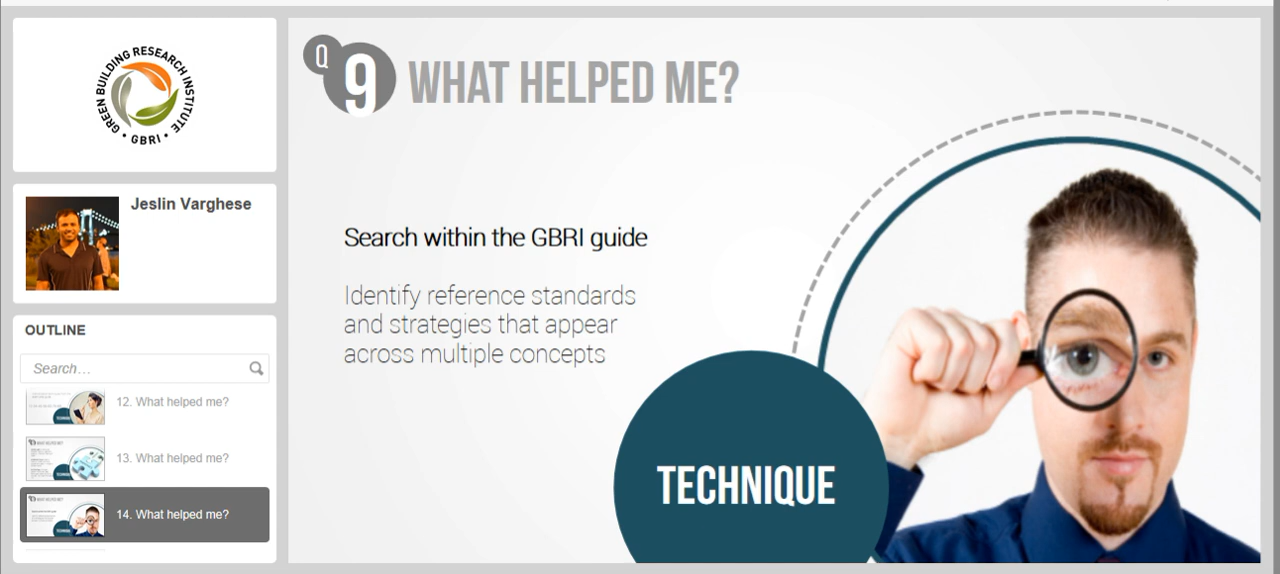 GREEN BUILDING RESEARCH INSTITUTE
• GBRI •
Jeslin Varghese
OUTLINE
Search...
12. What helped me?
13. What helped me?
14. What helped me?
Q
9 WHAT HELPED ME?
Search within the GBRI guide
Identify reference standards
and strategies that appear
across multiple concepts
TECHNIQUE